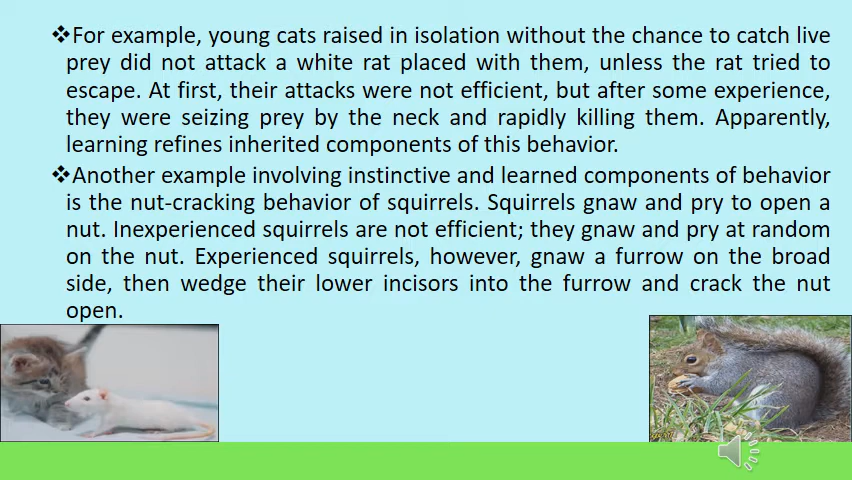 ❖For example, young cats raised in isolation without the chance to catch live
prey did not attack a white rat placed with them, unless the rat tried to
escape. At first, their attacks were not efficient, but after some experience,
they were seizing prey by the neck and rapidly killing them. Apparently,
learning refines inherited components of this behavior.
❖Another example involving instinctive and learned components of behavior
is the nut-cracking behavior of squirrels. Squirrels gnaw and pry to open a
nut. Inexperienced squirrels are not efficient; they gnaw and pry at random
on the nut. Experienced squirrels, however, gnaw a furrow on the broad
side, then wedge their lower incisors into the furrow and crack the nut
open.